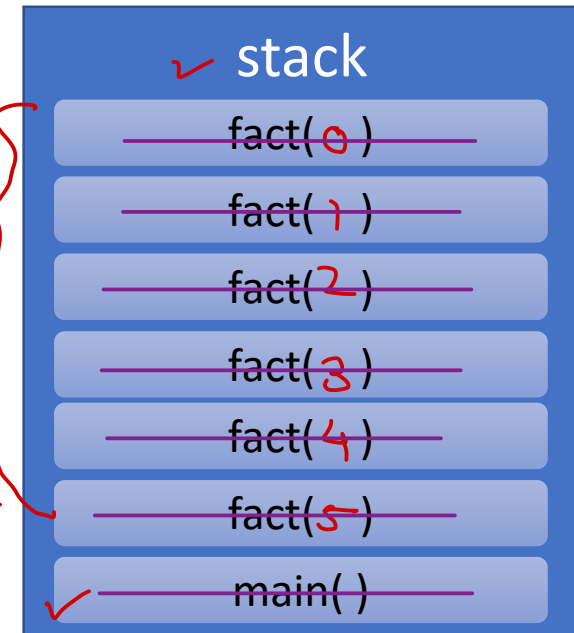 stack
fact( 0 )
fact( 1 )
fact( 2 )
fact( 3 )
fact( 4 )
fact( 5 )
main( )